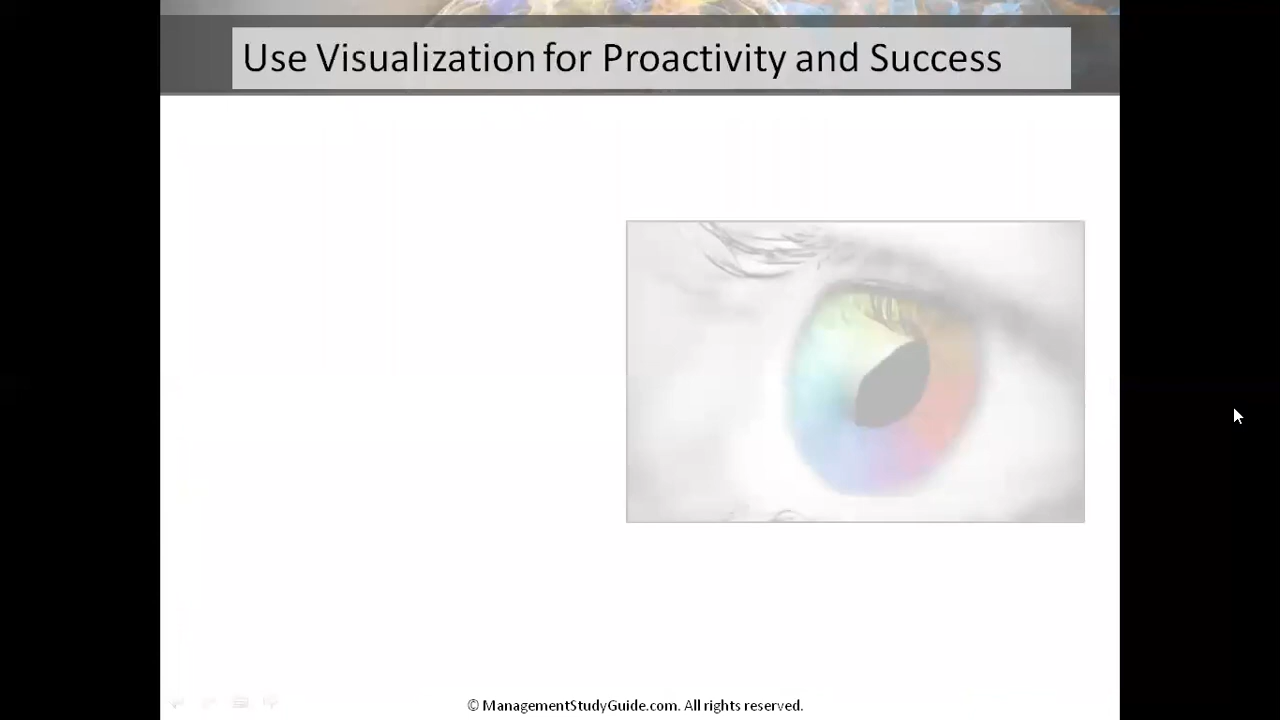 Use Visualization for Proactivity and Success
© ManagementStudyGuide.com. All rights reserved.